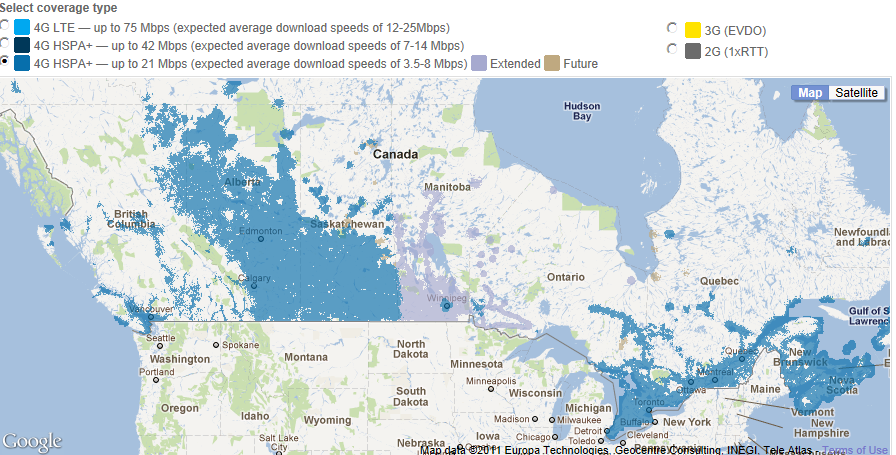 Select coverage type
4G LTE — up to 75 Mbps (expected average download speeds of 12-25Mbps)
3G (EVDO)
4G HSPA+ — up to 42 Mbps (expected average download speeds of 7-14 Mbps)
2G (1xRTT)
4G HSPA+ — up to 21 Mbps (expected average download speeds of 3.5-8 Mbps) Extended Future
Map Satellite
Hudson Bay
Canada
Alberta
Manitoba
British Columbia
Saskatchewan
Edmonton
Newfoundl and Labrad
Calgary
Ontario
Quebec
Winnipeg
Vancouver
Gulf of S Lawrenc
Seattle
Spokane
Washington
Montana
North Dakota
Quebec
New Brunswick
Portland
Minnesota
Montreal
Ottawa
Maine
Nova Scotia
Minneapolis
South Dakota
Wisconsin
Oregon
Idaho
Michigan
Toronto
Vermont
New Hampshire
Wyoming
Madison
Milwaukee
Buffalo
New York
Detroit
Salt Lake City
Iowa
Chicago
Toledo
Cleveland
Nebraska
Pennsylvania
Google
Map data ©2011 Europa Technologies, Geocentre Consulting, INEGI, Tele Atlas - Terms of Use